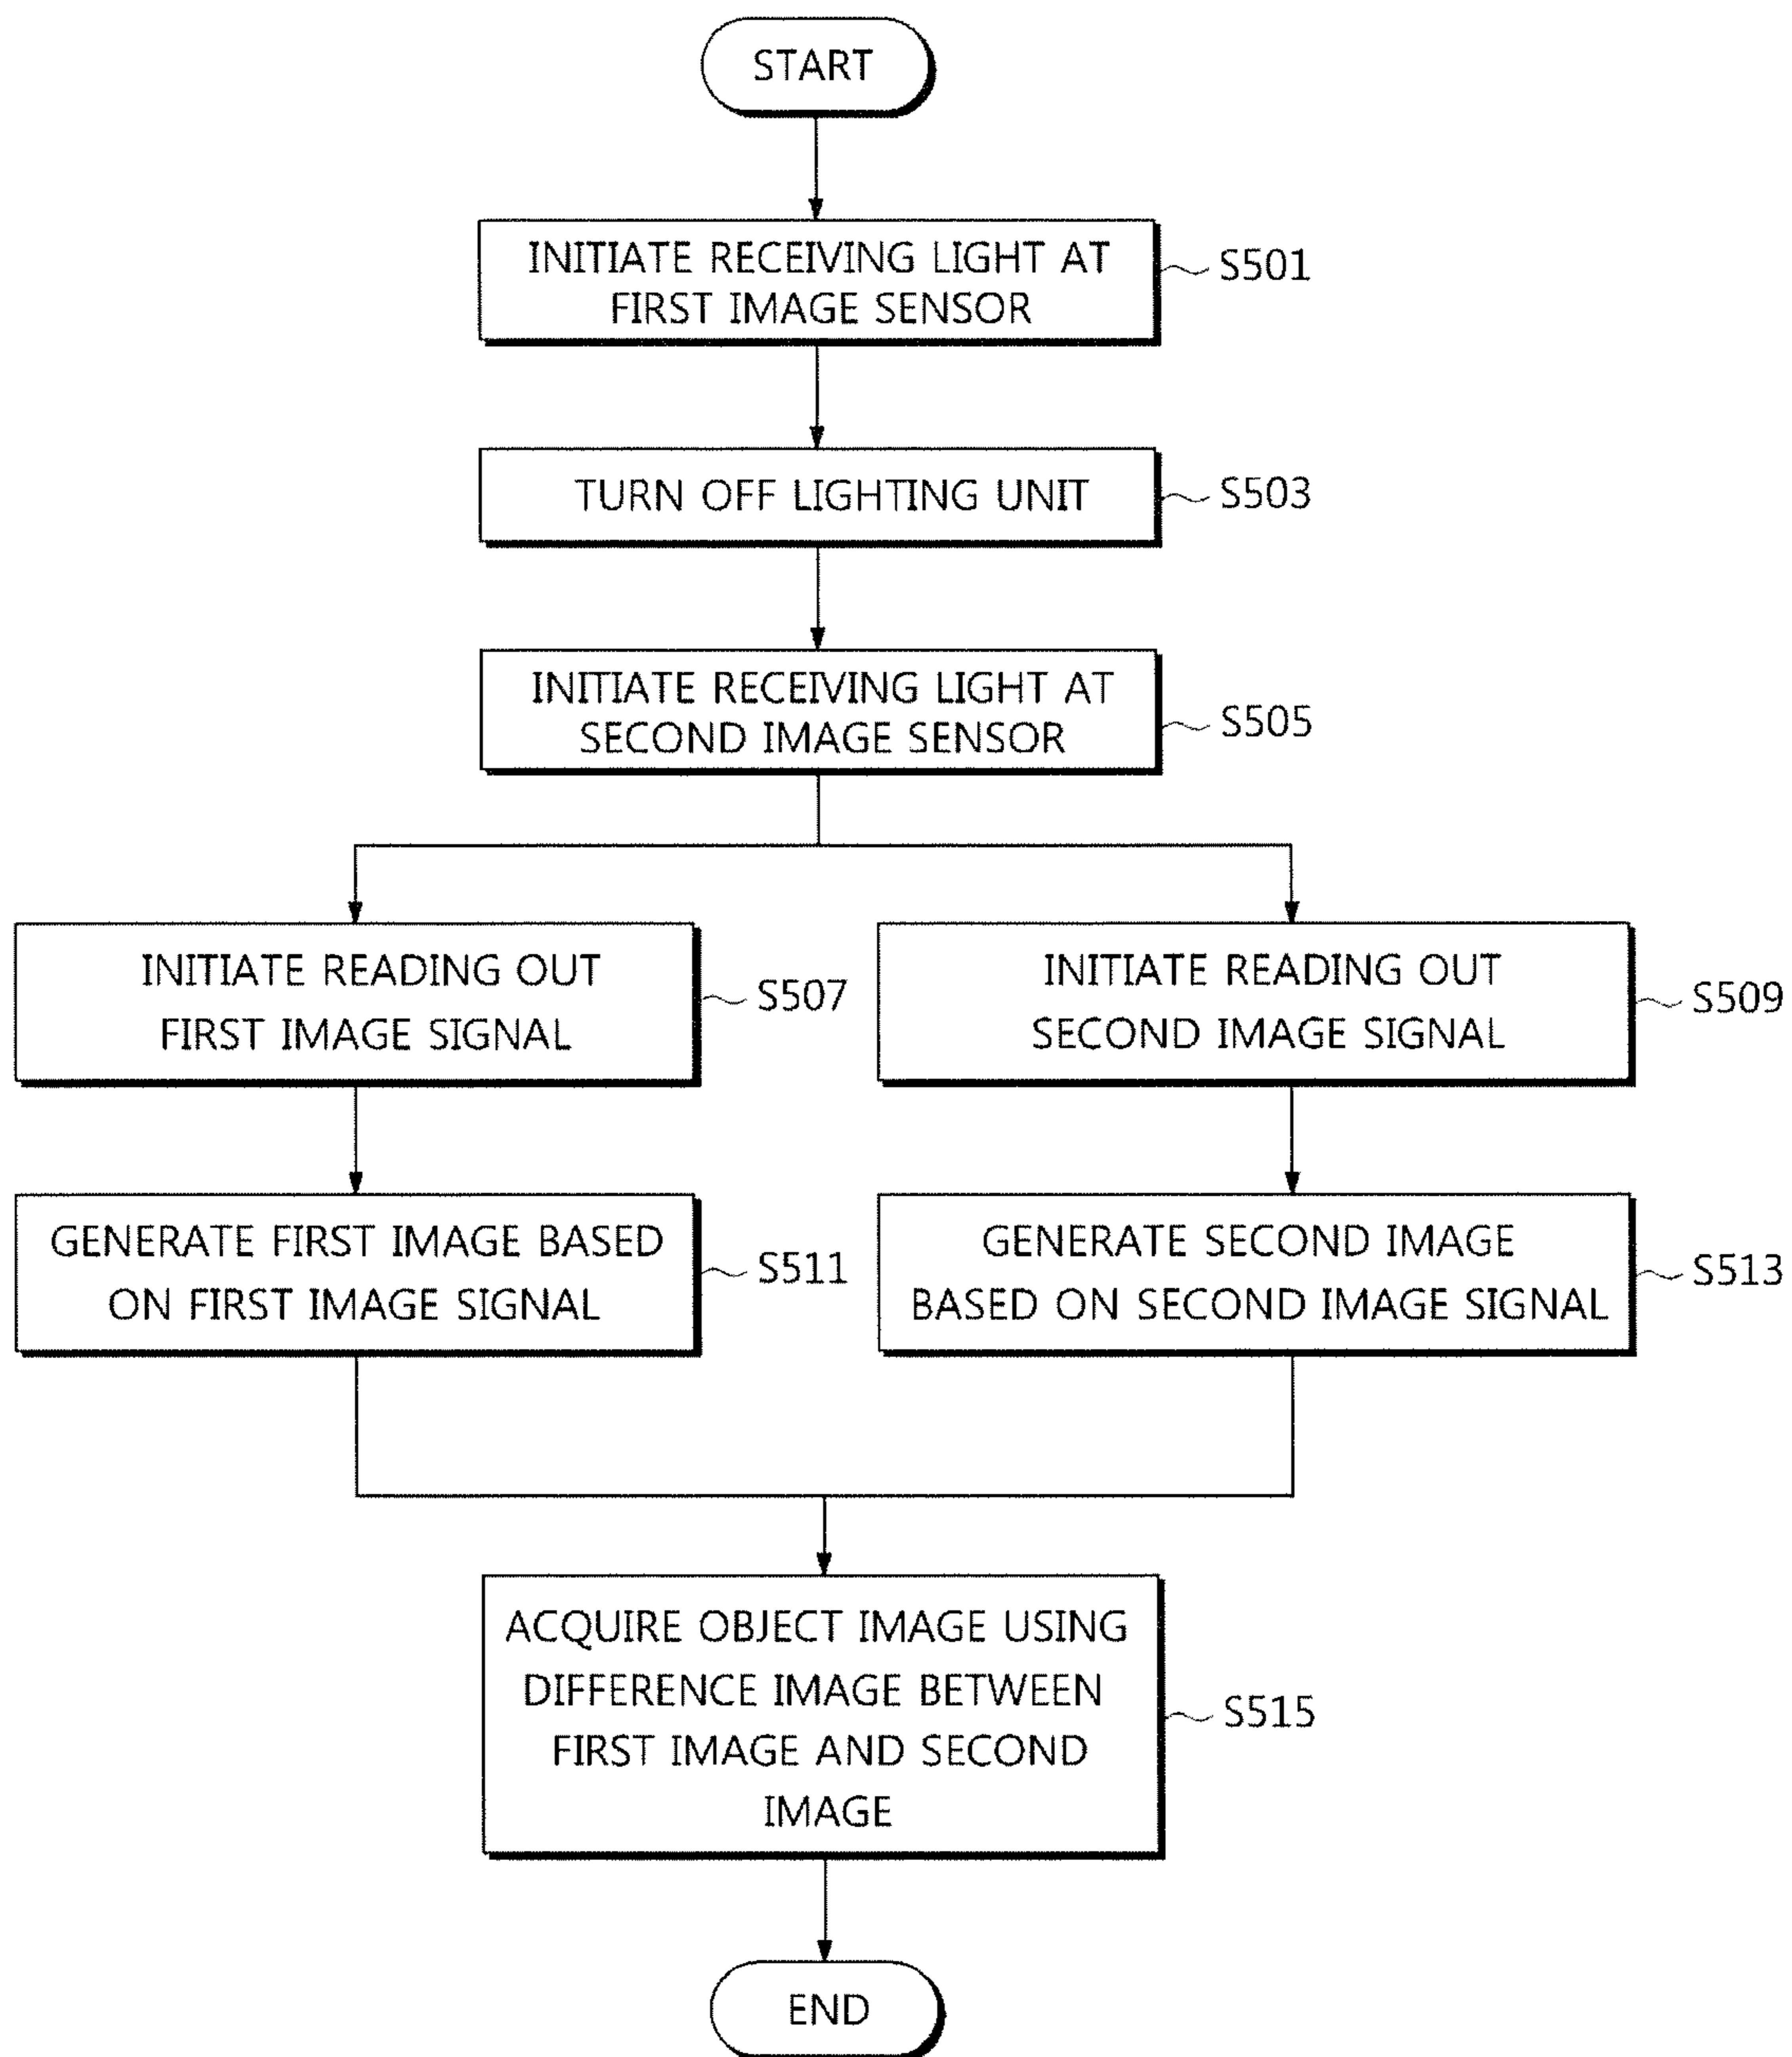 START
INITIATE RECEIVING LIGHT AT
FIRST IMAGE SENSOR
S501
TURN OFF LIGHTING UNIT
S503
INITIATE RECEIVING LIGHT AT
SECOND IMAGE SENSOR
S505
INITIATE READING OUT
FIRST IMAGE SIGNAL
S507
INITIATE READING OUT
SECOND IMAGE SIGNAL
S509
GENERATE FIRST IMAGE BASED
ON FIRST IMAGE SIGNAL
S511
GENERATE SECOND IMAGE
BASED ON SECOND IMAGE SIGNAL
S513
ACQUIRE OBJECT IMAGE USING
DIFFERENCE IMAGE BETWEEN
FIRST IMAGE AND SECOND
IMAGE
S515
END